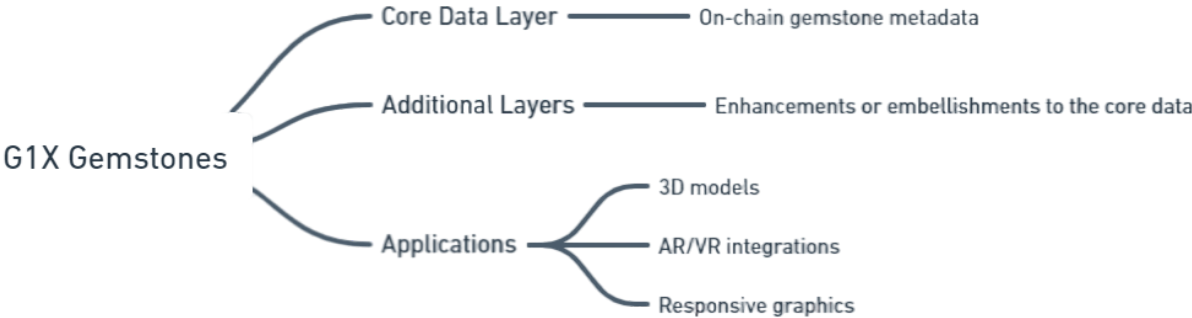 Core Data Layer
On-chain gemstone metadata
Additional Layers
Enhancements or embellishments to the core data
G1X Gemstones
3D models
Applications
AR/VR integrations
Responsive graphics